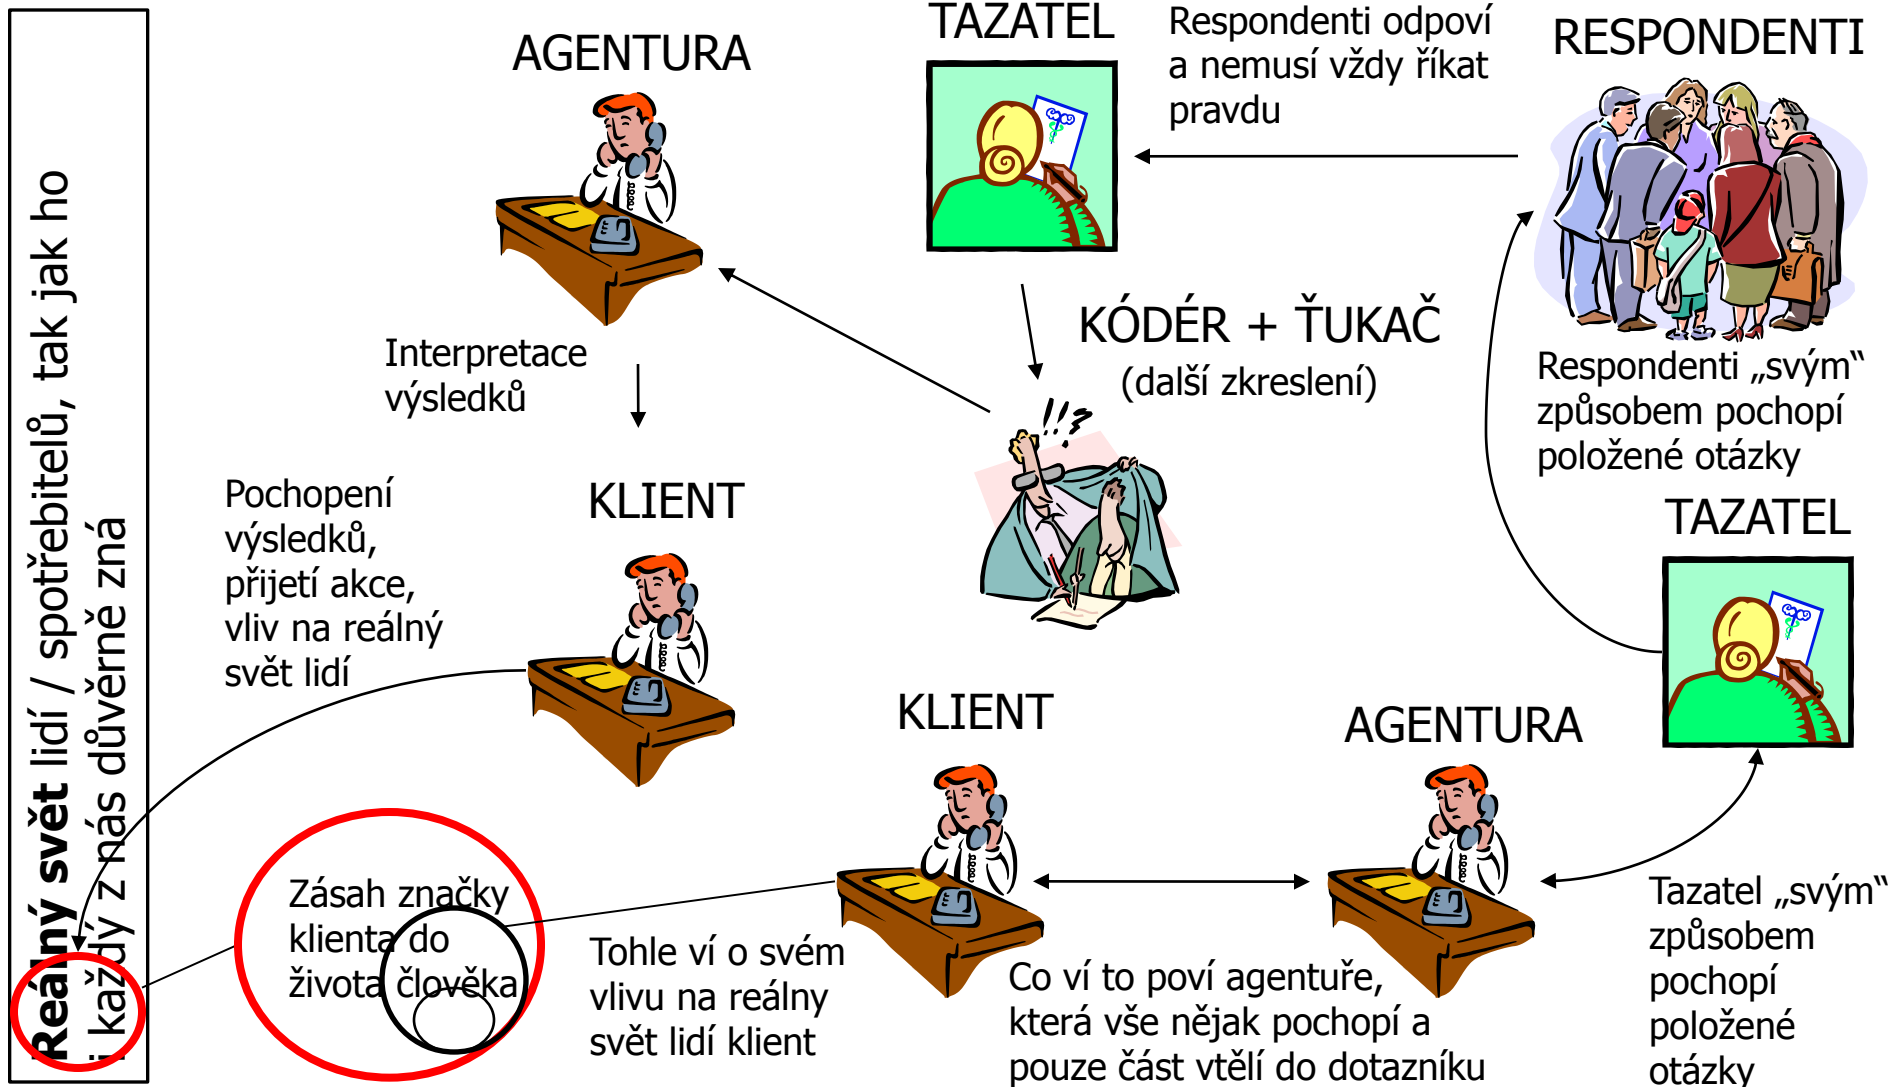 Reálný svět lidí / spotřebitelů, tak jak ho
i každý z nás důvěrně zná
AGENTURA
TAZATEL
Respondenti odpoví
a nemusí vždy říkat
pravdu
RESPONDENTI
KÓDÉR + ŤUKAČ
(další zkreslení)
Interpretace
výsledků
Respondenti „svým“
způsobem pochopí
položené otázky
Pochopení
výsledků,
přijetí akce,
vliv na reálný
svět lidí
KLIENT
TAZATEL
KLIENT
AGENTURA
Zásah značky
klienta do
života člověka
Tohle ví o svém
vlivu na reálny
svět lidí klient
Co ví to poví agentuře,
která vše nějak pochopí a
pouze část vtělí do dotazníku
Tazatel „svým“
způsobem
pochopí
položené
otázky